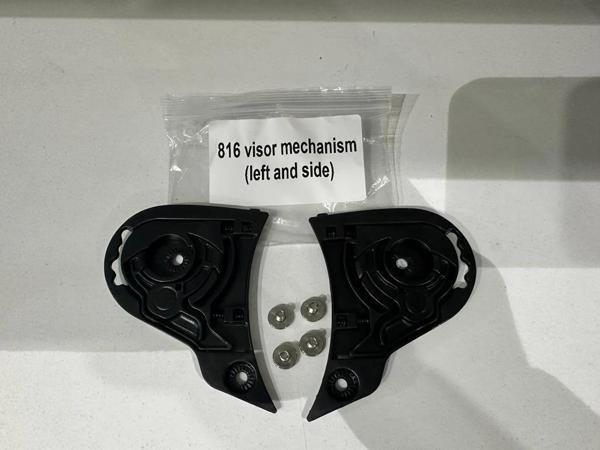 816 visor mechanism
(left and side)